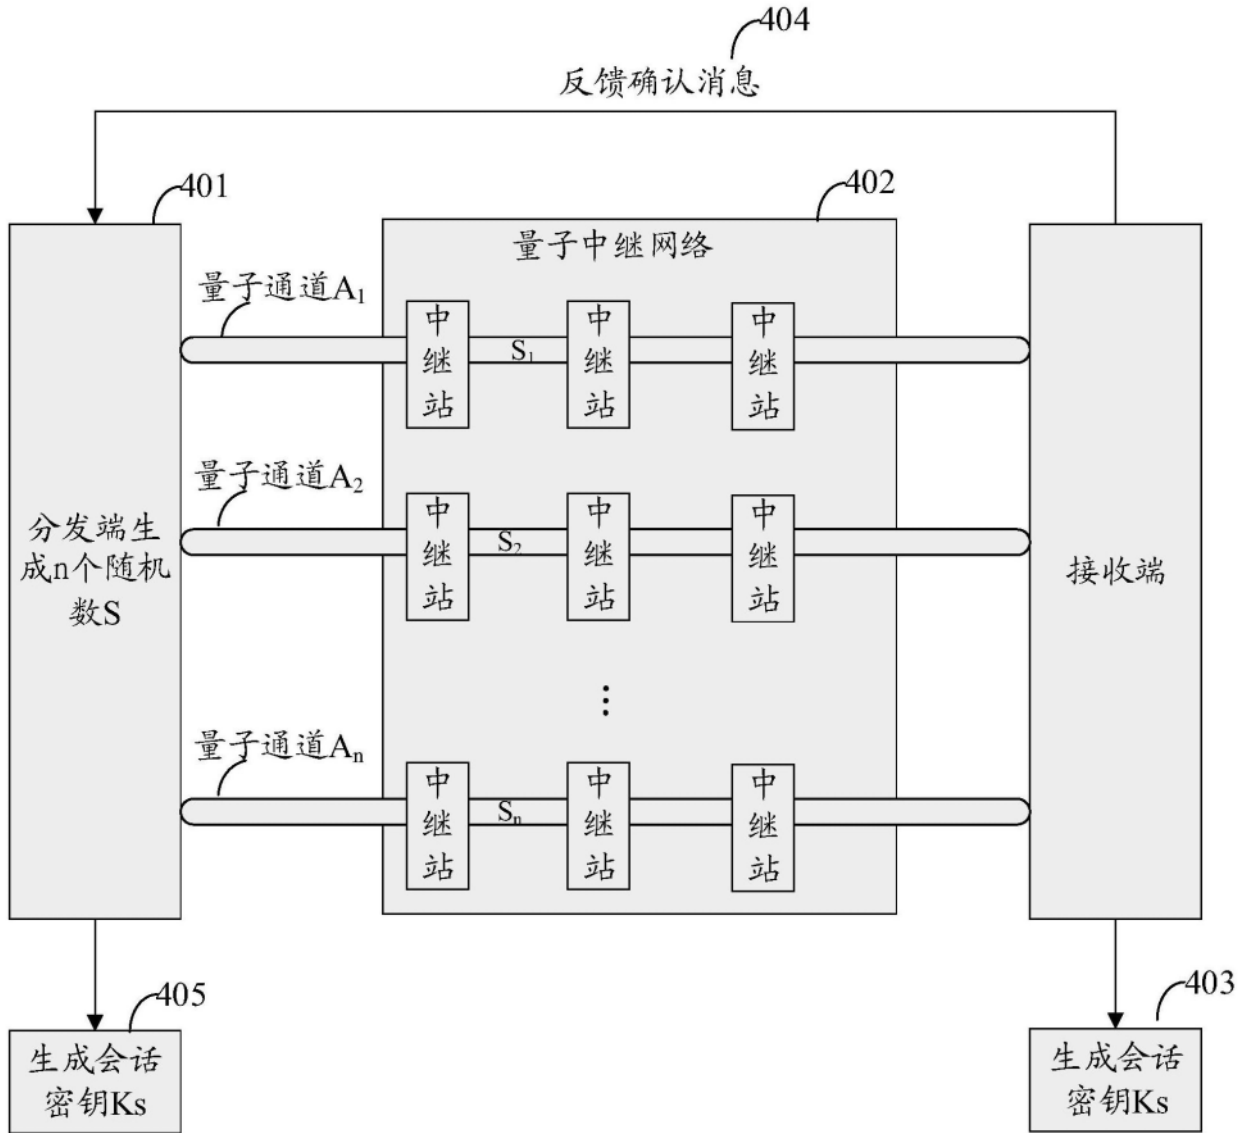 404
反馈确认消息
401
402
量子中继网络
量子通道A₁
中
继
站
S₁
中
继
站
中
继
站
量子通道A₂
中
继
站
S₂
中
继
站
中
继
站
分发端生
成n个随机
数S
接收端
⋮
量子通道Aₙ
中
继
站
Sₙ
中
继
站
中
继
站
405
生成会话
密钥Ks
403
生成会话
密钥Ks